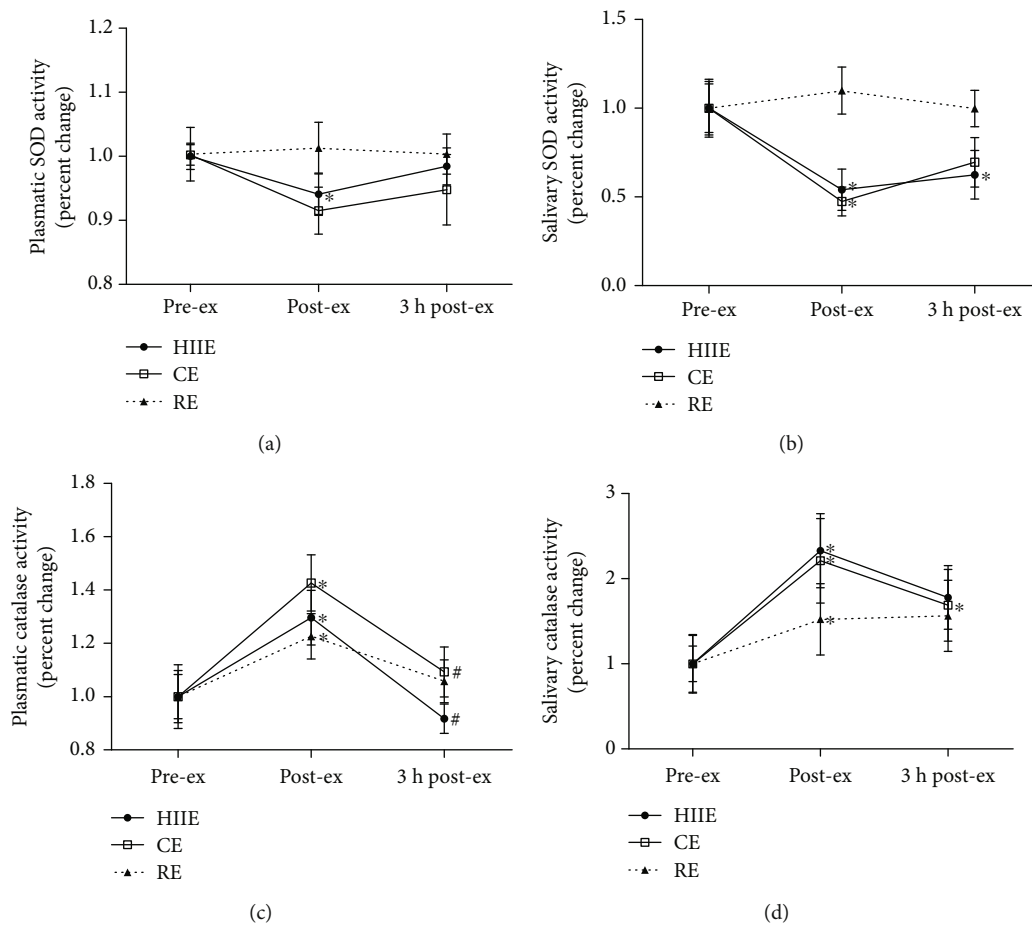 Plasmatic SOD activity
(percent change)
1.2
1.1
1.0
0.9
0.8
*
Pre-ex Post-ex 3 h post-ex
HIIE
CE
RE
(a)
Salivary SOD activity
(percent change)
1.5
1.0
0.5
0.0
*
*
*
Pre-ex Post-ex 3 h post-ex
HIIE
CE
RE
(b)
Plasmatic catalase activity
(percent change)
1.8
1.6
1.4
1.2
1.0
0.8
*
*
*
#
#
Pre-ex Post-ex 3 h post-ex
HIIE
CE
RE
(c)
Salivary catalase activity
(percent change)
3
2
1
0
*
*
*
*
Pre-ex Post-ex 3 h post-ex
HIIE
CE
RE
(d)